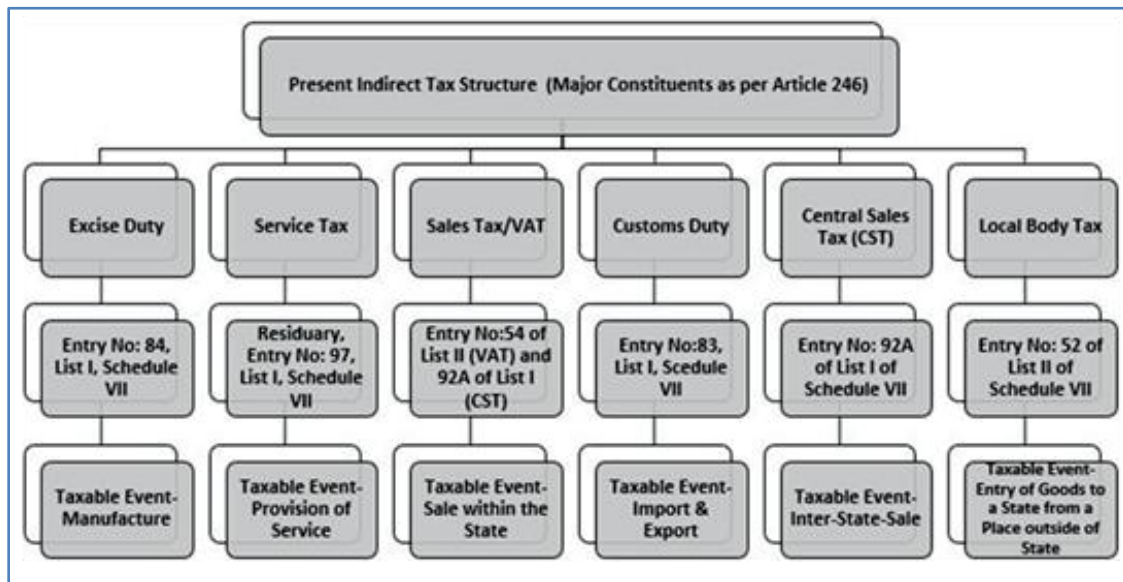 Present Indirect Tax Structure (Major Constituents as per Article 246)
Excise Duty
Service Tax
Sales Tax/VAT
Customs Duty
Central Sales
Tax (CST)
Local Body Tax
Entry No: 84,
List I, Schedule
VII
Residuary,
Entry No: 97,
List I, Schedule
VII
Entry No:54 of
List II (VAT) and
92A of List I
(CST)
Entry No:83,
List I, Scedule
VII
Entry No: 92A
of List I of
Schedule VII
Entry No: 52 of
List II of
Schedule VII
Taxable Event-
Manufacture
Taxable Event-
Provision of
Service
Taxable Event-
Sale within the
State
Taxable Event-
Import &
Export
Taxable Event-
Inter-State-Sale
Taxable Event-
Entry of Goods to
a State from a
Place outside of
State